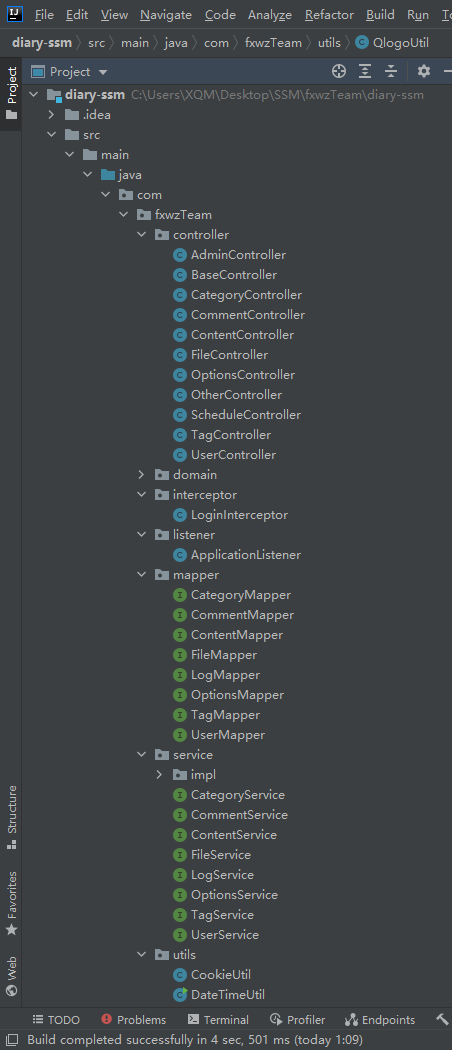 IJ File Edit View Navigate Code Analyze Refactor Build Run To
diary-ssm > src > main > java > com > fxwzTeam > utils > QlogoUtil
Project
Project
diary-ssm C:\Users\XQM\Desktop\SSM\fxwzTeam\diary-ssm
.idea
src
main
java
com
fxwzTeam
controller
C AdminController
C BaseController
C CategoryController
C CommentController
C ContentController
C FileController
C OptionsController
C OtherController
C ScheduleController
C TagController
C UserController
domain
interceptor
C LoginInterceptor
listener
C ApplicationListener
mapper
I CategoryMapper
I CommentMapper
I ContentMapper
I FileMapper
I LogMapper
I OptionsMapper
I TagMapper
I UserMapper
service
impl
I CategoryService
I CommentService
I ContentService
I FileService
I LogService
I OptionsService
I TagService
I UserService
utils
C CookieUtil
C DateTimeUtil
Structure
Favorites
Web
TODO Problems Terminal Profiler Endpoints
Build completed successfully in 4 sec, 501 ms (today 1:09)